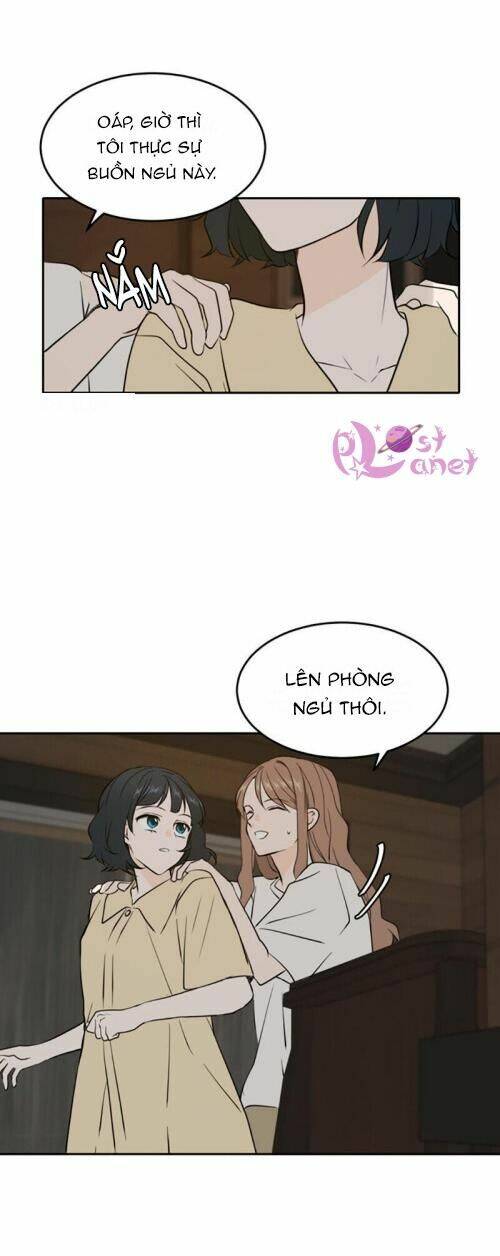 OÁP, GIỜ THÌ
TÔI THỰC SỰ
BUỒN NGỦ NÀY.
NẮM
Lost
Planet
LÊN PHÒNG
NGỦ THÔI.